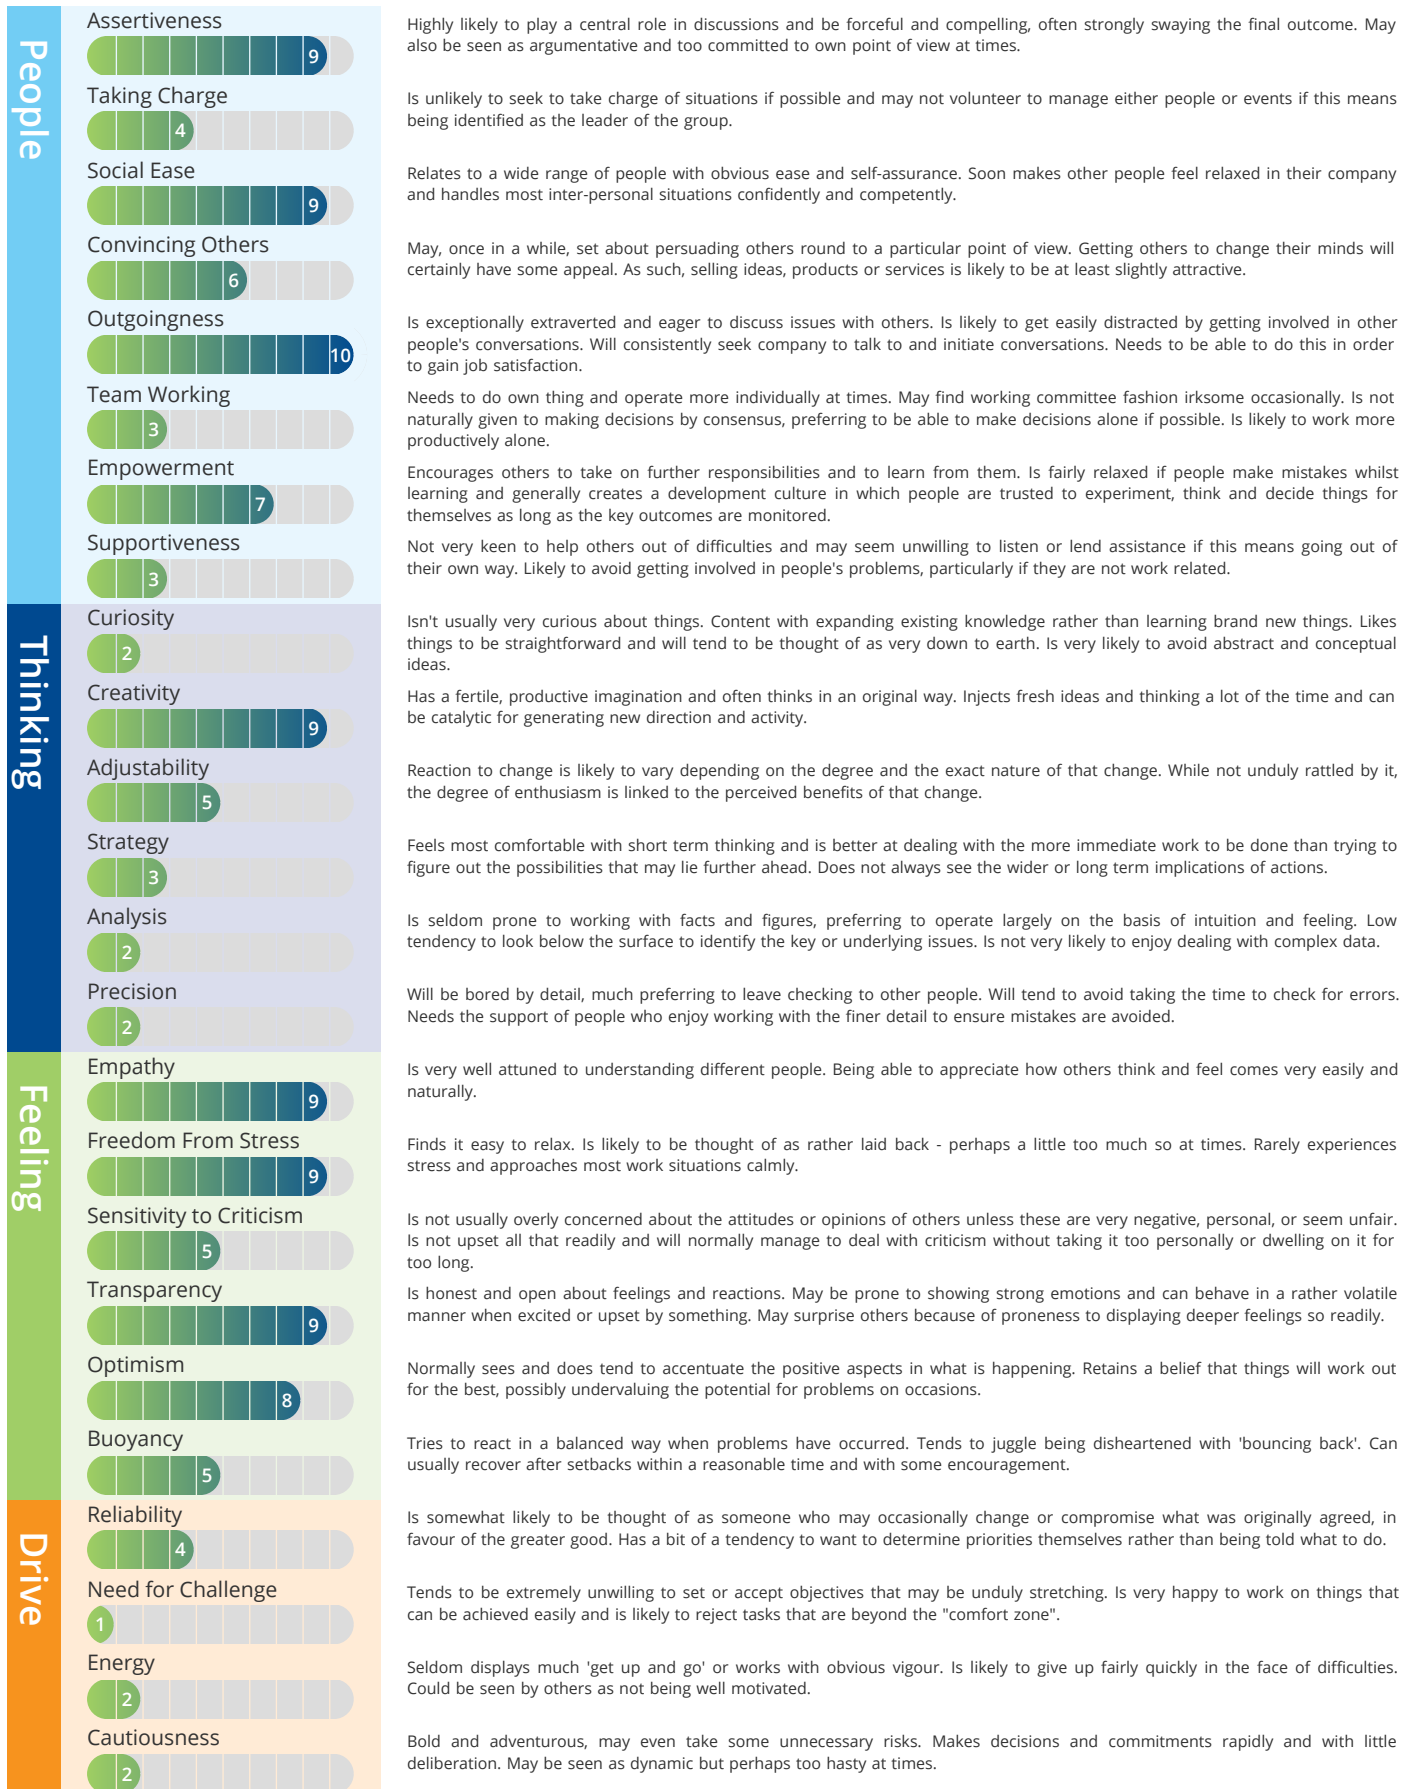 People
Assertiveness
9
Highly likely to play a central role in discussions and be forceful and compelling, often strongly swaying the final outcome. May
also be seen as argumentative and too committed to own point of view at times.
Taking Charge
4
Is unlikely to seek to take charge of situations if possible and may not volunteer to manage either people or events if this means
being identified as the leader of the group.
Social Ease
9
Relates to a wide range of people with obvious ease and self-assurance. Soon makes other people feel relaxed in their company
and handles most inter-personal situations confidently and competently.
Convincing Others
6
May, once in a while, set about persuading others round to a particular point of view. Getting others to change their minds will
certainly have some appeal. As such, selling ideas, products or services is likely to be at least slightly attractive.
Outgoingness
10
Is exceptionally extraverted and eager to discuss issues with others. Is likely to get easily distracted by getting involved in other
people's conversations. Will consistently seek company to talk to and initiate conversations. Needs to be able to do this in order
to gain job satisfaction.
Team Working
3
Needs to do own thing and operate more individually at times. May find working committee fashion irksome occasionally. Is not
naturally given to making decisions by consensus, preferring to be able to make decisions alone if possible. Is likely to work more
productively alone.
Empowerment
7
Encourages others to take on further responsibilities and to learn from them. Is fairly relaxed if people make mistakes whilst
learning and generally creates a development culture in which people are trusted to experiment, think and decide things for
themselves as long as the key outcomes are monitored.
Supportiveness
3
Not very keen to help others out of difficulties and may seem unwilling to listen or lend assistance if this means going out of
their own way. Likely to avoid getting involved in people's problems, particularly if they are not work related.
Thinking
Curiosity
2
Isn't usually very curious about things. Content with expanding existing knowledge rather than learning brand new things. Likes
things to be straightforward and will tend to be thought of as very down to earth. Is very likely to avoid abstract and conceptual
ideas.
Creativity
9
Has a fertile, productive imagination and often thinks in an original way. Injects fresh ideas and thinking a lot of the time and can
be catalytic for generating new direction and activity.
Adjustability
5
Reaction to change is likely to vary depending on the degree and the exact nature of that change. While not unduly rattled by it,
the degree of enthusiasm is linked to the perceived benefits of that change.
Strategy
3
Feels most comfortable with short term thinking and is better at dealing with the more immediate work to be done than trying to
figure out the possibilities that may lie further ahead. Does not always see the wider or long term implications of actions.
Analysis
2
Is seldom prone to working with facts and figures, preferring to operate largely on the basis of intuition and feeling. Low
tendency to look below the surface to identify the key or underlying issues. Is not very likely to enjoy dealing with complex data.
Precision
2
Will be bored by detail, much preferring to leave checking to other people. Will tend to avoid taking the time to check for errors.
Needs the support of people who enjoy working with the finer detail to ensure mistakes are avoided.
Feeling
Empathy
9
Is very well attuned to understanding different people. Being able to appreciate how others think and feel comes very easily and
naturally.
Freedom From Stress
9
Finds it easy to relax. Is likely to be thought of as rather laid back - perhaps a little too much so at times. Rarely experiences
stress and approaches most work situations calmly.
Sensitivity to Criticism
5
Is not usually overly concerned about the attitudes or opinions of others unless these are very negative, personal, or seem unfair.
Is not upset all that readily and will normally manage to deal with criticism without taking it too personally or dwelling on it for
too long.
Transparency
9
Is honest and open about feelings and reactions. May be prone to showing strong emotions and can behave in a rather volatile
manner when excited or upset by something. May surprise others because of proneness to displaying deeper feelings so readily.
Optimism
8
Normally sees and does tend to accentuate the positive aspects in what is happening. Retains a belief that things will work out
for the best, possibly undervaluing the potential for problems on occasions.
Buoyancy
5
Tries to react in a balanced way when problems have occurred. Tends to juggle being disheartened with 'bouncing back'. Can
usually recover after setbacks within a reasonable time and with some encouragement.
Drive
Reliability
4
Is somewhat likely to be thought of as someone who may occasionally change or compromise what was originally agreed, in
favour of the greater good. Has a bit of a tendency to want to determine priorities themselves rather than being told what to do.
Need for Challenge
1
Tends to be extremely unwilling to set or accept objectives that may be unduly stretching. Is very happy to work on things that
can be achieved easily and is likely to reject tasks that are beyond the "comfort zone".
Energy
2
Seldom displays much 'get up and go' or works with obvious vigour. Is likely to give up fairly quickly in the face of difficulties.
Could be seen by others as not being well motivated.
Cautiousness
2
Bold and adventurous, may even take some unnecessary risks. Makes decisions and commitments rapidly and with little
deliberation. May be seen as dynamic but perhaps too hasty at times.